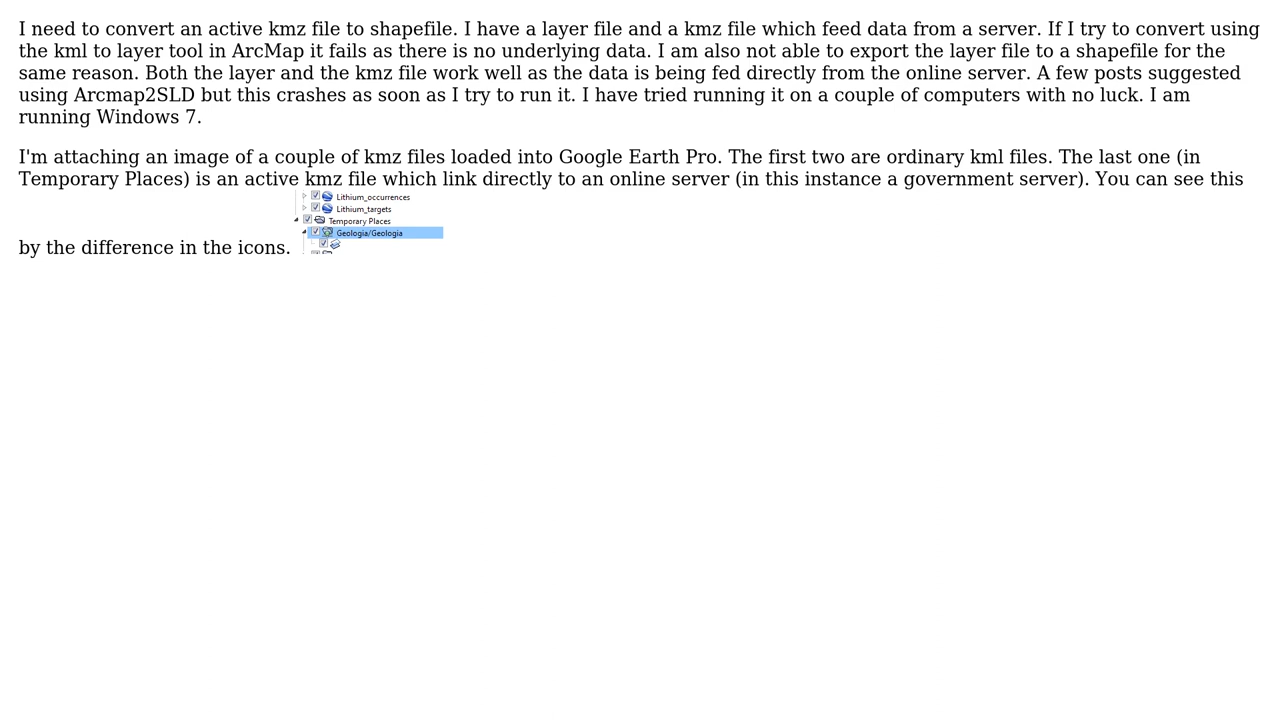 I need to convert an active kmz file to shapefile. I have a layer file and a kmz file which feed data from a server. If I try to convert using
the kml to layer tool in ArcMap it fails as there is no underlying data. I am also not able to export the layer file to a shapefile for the
same reason. Both the layer and the kmz file work well as the data is being fed directly from the online server. A few posts suggested
using Arcmap2SLD but this crashes as soon as I try to run it. I have tried running it on a couple of computers with no luck. I am
running Windows 7.
I'm attaching an image of a couple of kmz files loaded into Google Earth Pro. The first two are ordinary kml files. The last one (in
Temporary Places) is an active kmz file which link directly to an online server (in this instance a government server). You can see this
Lithium_occurrences
Lithium_targets
Temporary Places
Geologia/Geologia
by the difference in the icons.